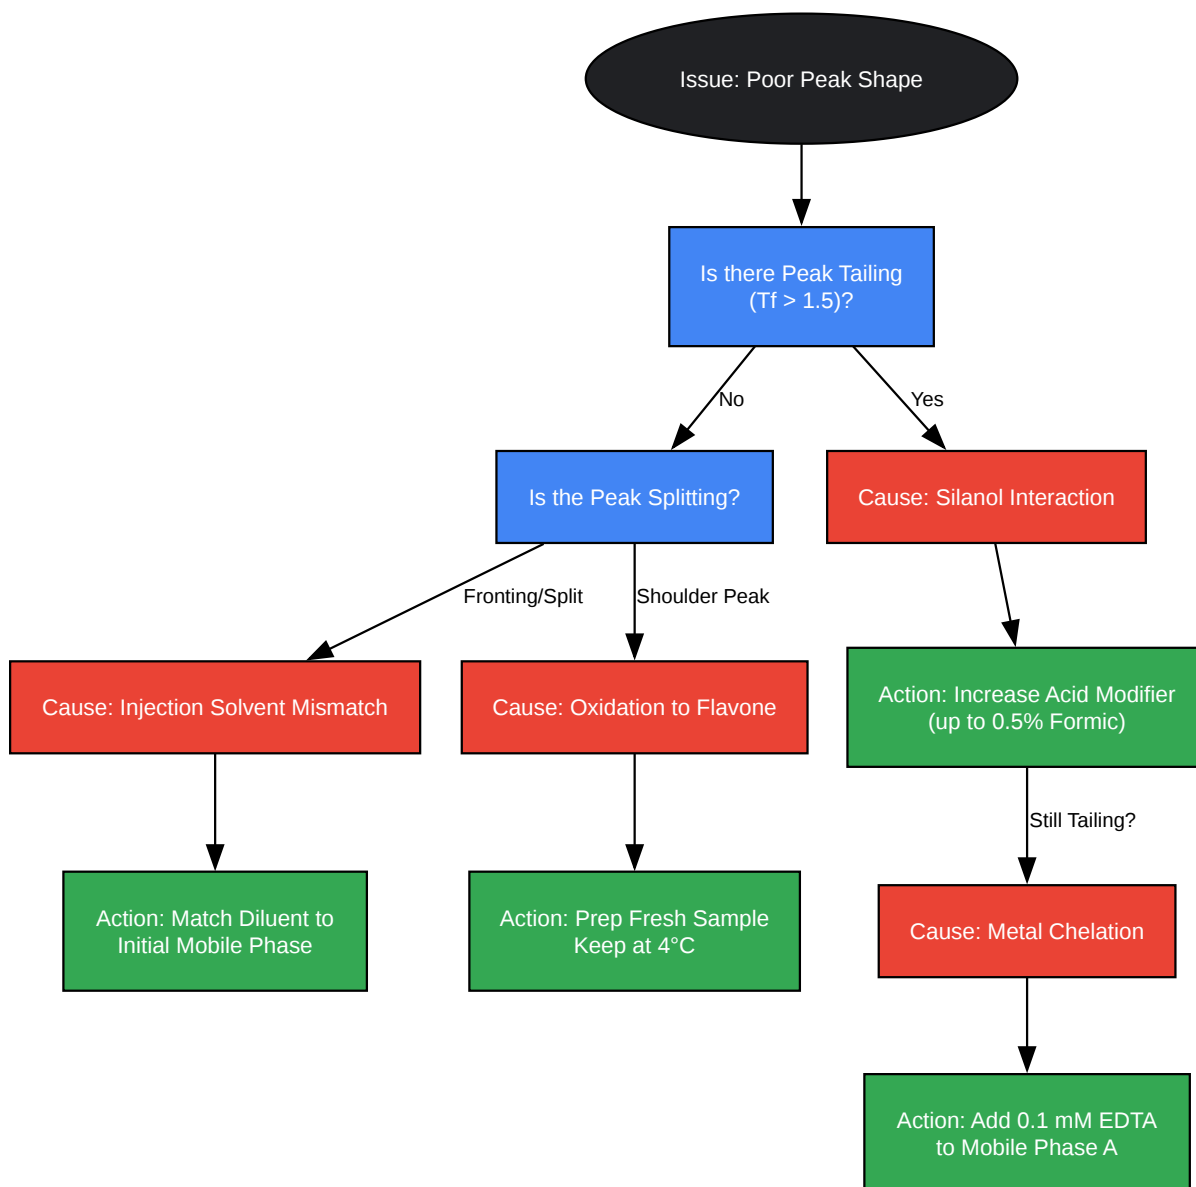 Issue: Poor Peak Shape
Is there Peak Tailing
(Tf > 1.5)?
No
Yes
Is the Peak Splitting?
Cause: Silanol Interaction
Fronting/Split
Shoulder Peak
Cause: Injection Solvent Mismatch
Cause: Oxidation to Flavone
Action: Increase Acid Modifier
(up to 0.5% Formic)
Still Tailing?
Action: Match Diluent to
Initial Mobile Phase
Action: Prep Fresh Sample
Keep at 4°C
Cause: Metal Chelation
Action: Add 0.1 mM EDTA
to Mobile Phase A